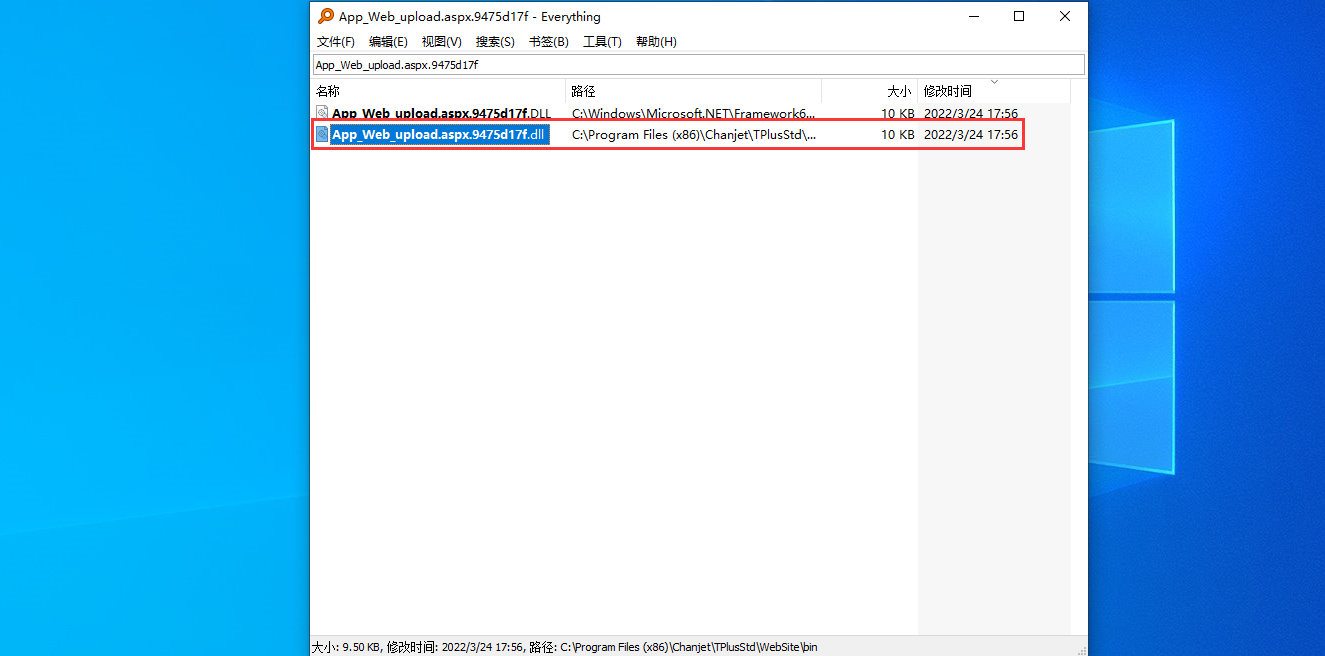 App_Web_upload.aspx.9475d17f - Everything
文件(F) 编辑(E) 视图(V) 搜索(S) 书签(B) 工具(T) 帮助(H)
App_Web_upload.aspx.9475d17f
名称 路径 大小 修改时间
App_Web_upload.aspx.9475d17f.DLL C:\Windows\Microsoft.NET\Framework6... 10 KB 2022/3/24 17:56
App_Web_upload.aspx.9475d17f.dll C:\Program Files (x86)\Chanjet\TPlusStd\... 10 KB 2022/3/24 17:56
大小: 9.50 KB, 修改时间: 2022/3/24 17:56, 路径: C:\Program Files (x86)\Chanjet\TPlusStd\WebSite\bin